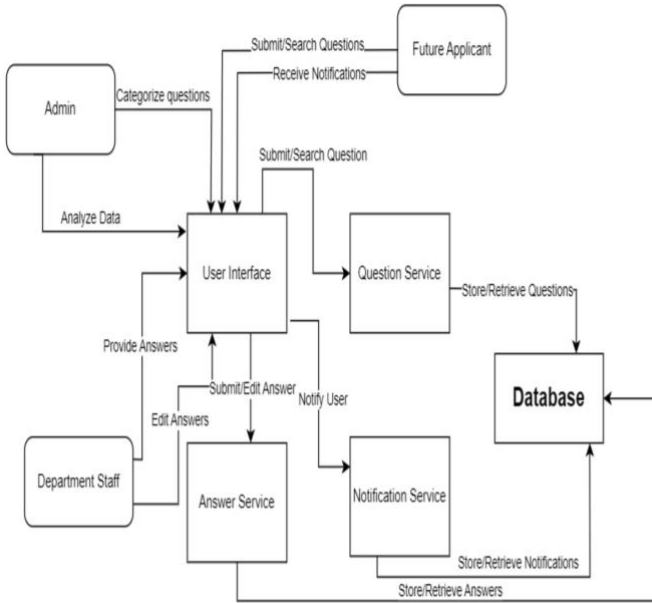 Submit/Search Questions
Future Applicant
Receive Notifications
Admin
Categorize questions
Submit/Search Question
Analyze Data
User Interface
Question Service
Store/Retrieve Questions
Provide Answers
Submit/Edit Answer
Notify User
Database
Edit Answers
Department Staff
Answer Service
Notification Service
Store/Retrieve Notifications
Store/Retrieve Answers